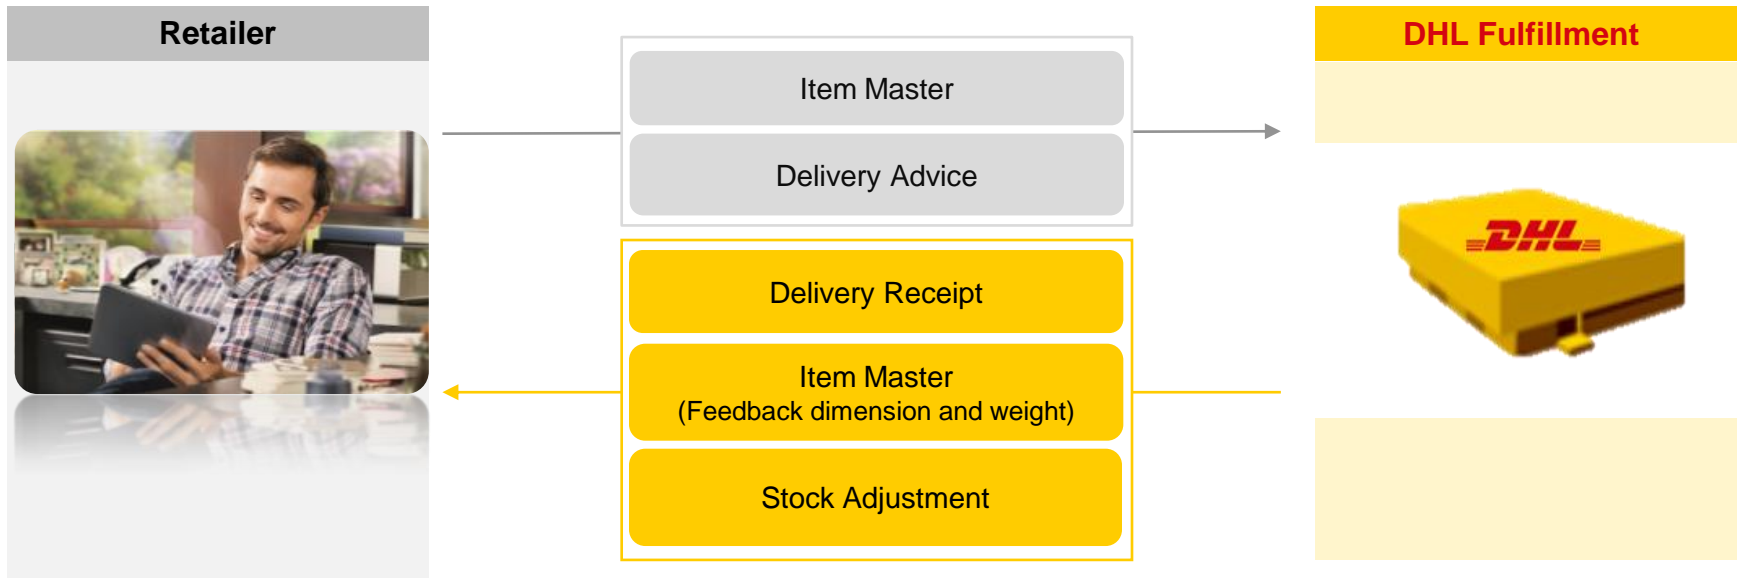 Retailer
DHL Fulfillment
Item Master
Delivery Advice
DHL
Delivery Receipt
Item Master
(Feedback dimension and weight)
Stock Adjustment